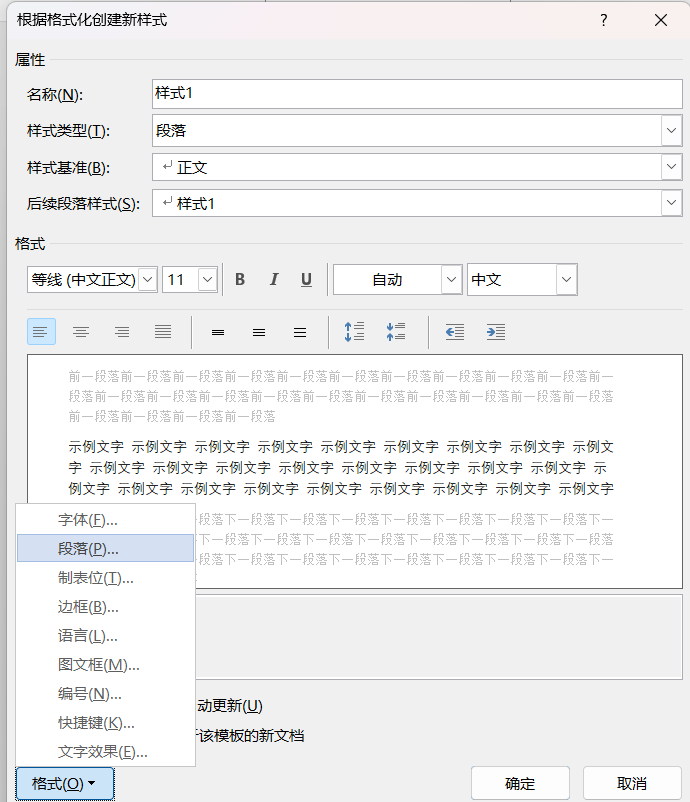 根据格式化创建新样式
?
属性
名称(N):
样式1
样式类型(T):
段落
样式基准(B):
正文
后续段落样式(S):
样式1
格式
等线 (中文正文)
11
B
I
U
自动
中文
前一段落前一段落前一段落前一段落前一段落前一段落前一段落前一段落前一段落前一段落前一
段落前一段落前一段落前一段落前一段落前一段落前一段落前一段落前一段落前一段落前一段落
前一段落前一段落前一段落前一段落
示例文字 示例文字 示例文字 示例文字 示例文字 示例文字 示例文字 示例文字 示例文
字 示例文字 示例文字 示例文字 示例文字 示例文字 示例文字 示例文字 示例文字 示
例文字 示例文字 示例文字 示例文字 示例文字 示例文字 示例文字 示例文字 示例文字
段落下一段落下一段落下一段落下一段落下一段落下一段落下一段落下一
下一段落下一段落下一段落下一段落下一段落下一段落下一段落下一段落
段落下一段落下一段落下一段落下一段落下一段落下一段落下一段落下一
字体(F)...
段落(P)...
制表位(T)...
边框(B)...
语言(L)...
图文框(M)...
编号(N)...
快捷键(K)...
文字效果(E)...
动更新(U)
该模板的新文档
格式(O)
确定
取消